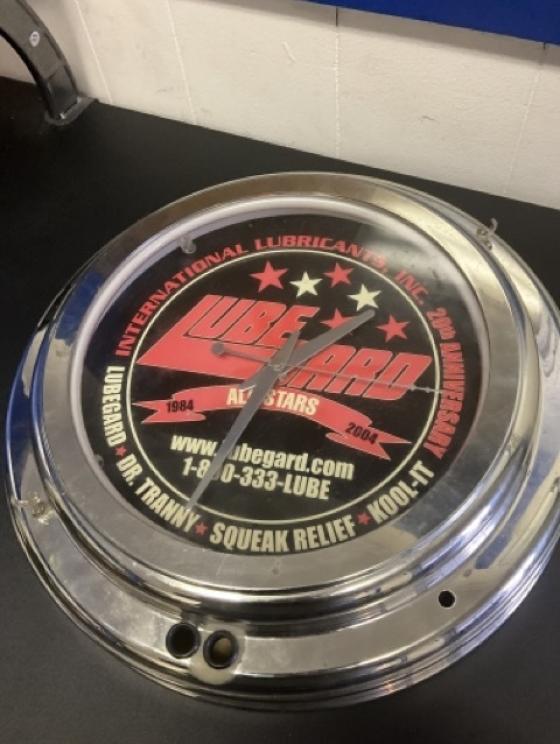 INTERNATIONAL LUBRICANTS, INC. 20th ANNIVERSARY
LUBEGARD
ALL STARS
1984
2004
www.lubegard.com
1-800-333-LUBE
LUBEGARD ★ DR. TRANNY ★ SQUEAK RELIEF ★ KOOL-IT